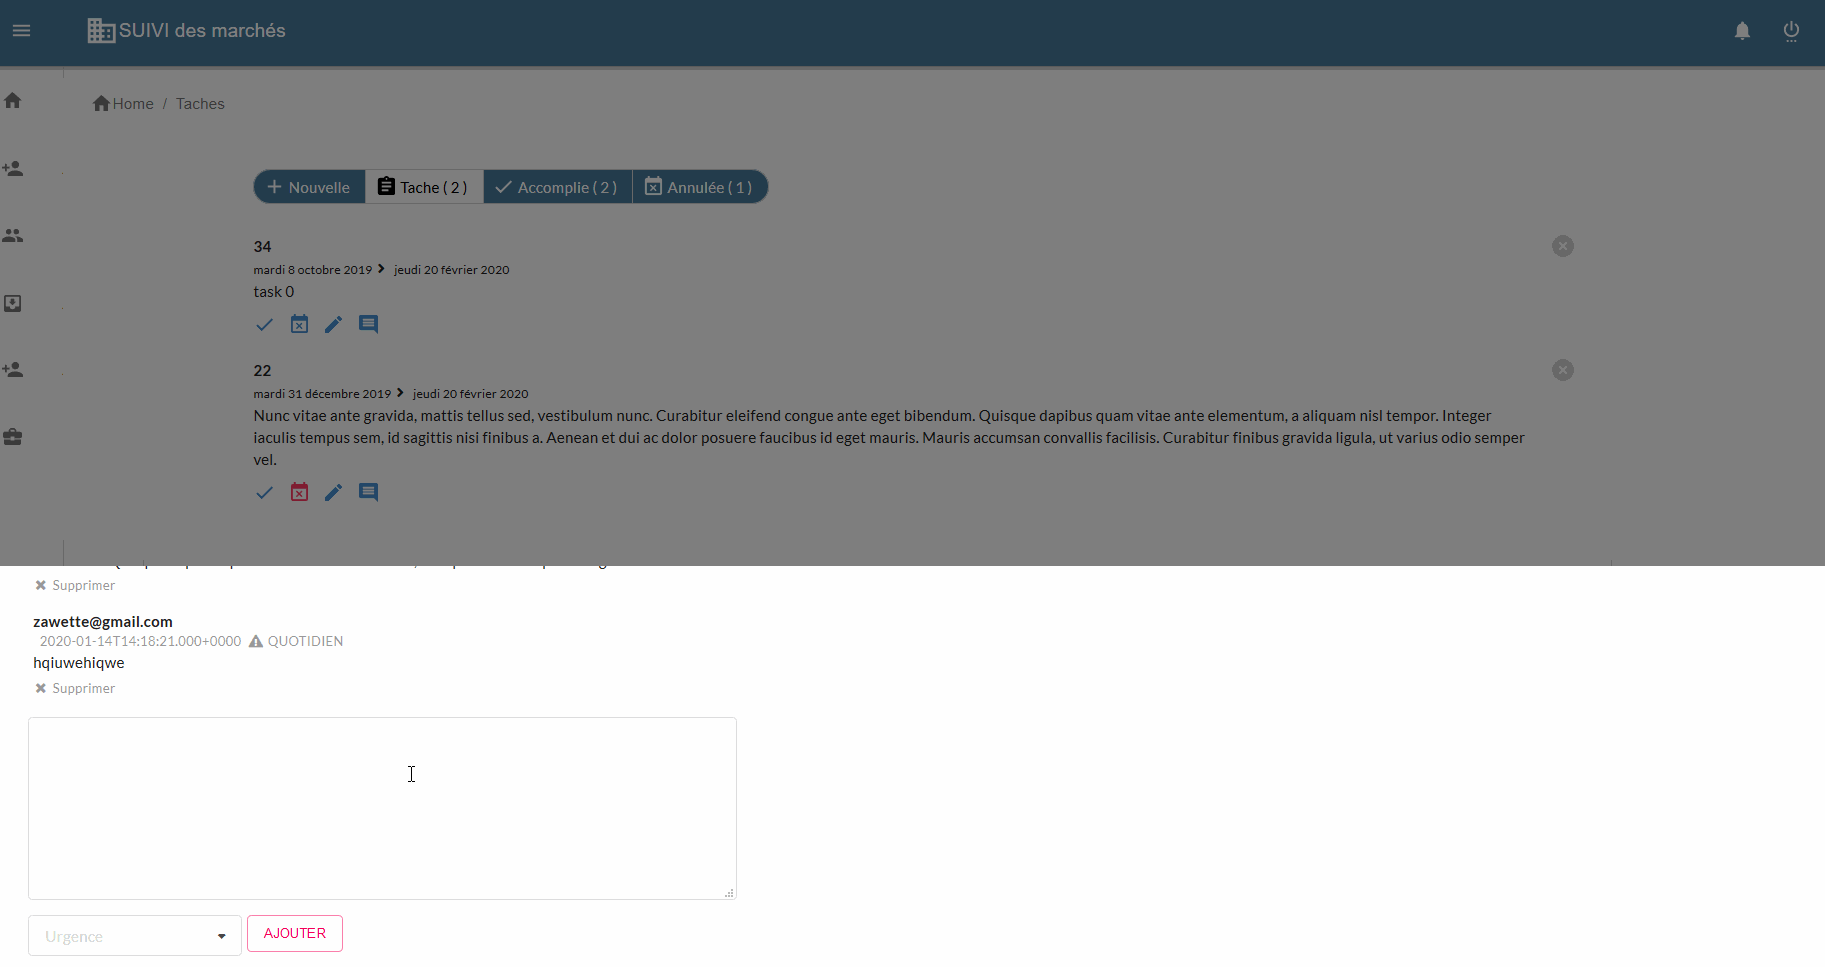 SUIVI des marchés
Home / Taches
Nouvelle Tache ( 2 ) Accomplie ( 2 ) Annulée ( 1 )
34
mardi 8 octobre 2019 jeudi 20 février 2020
task 0
22
mardi 31 décembre 2019 jeudi 20 février 2020
Nunc vitae ante gravida, mattis tellus sed, vestibulum nunc. Curabitur eleifend congue ante eget bibendum. Quisque dapibus quam vitae ante elementum, a aliquam nisl tempor. Integer
iaculis tempus sem, id sagittis nisi finibus a. Aenean et dui ac dolor posuere faucibus id eget mauris. Mauris accumsan convallis facilisis. Curabitur finibus gravida ligula, ut varius odio semper
vel.
Supprimer
zawette@gmail.com
2020-01-14T14:18:21.000+0000 QUOTIDIEN
hqiuwehiqwe
Supprimer
Urgence AJOUTER